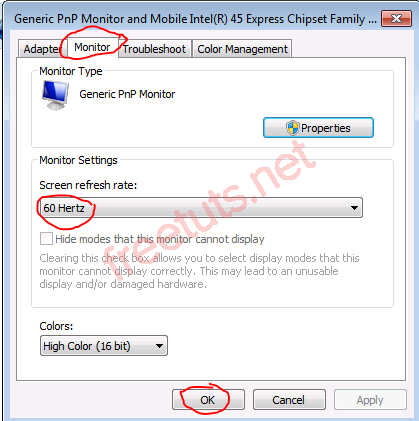 Generic PnP Monitor and Mobile Intel(R) 45 Express Chipset Family ...
Adapter Monitor Troubleshoot Color Management
Monitor Type
Generic PnP Monitor
Properties
Monitor Settings
Screen refresh rate:
60 Hertz
Hide modes that this monitor cannot display
Clearing this check box allows you to select display modes that this
monitor cannot display correctly. This may lead to an unusable
display and/or damaged hardware.
Colors:
High Color (16 bit)
OK Cancel Apply
freetuts.net